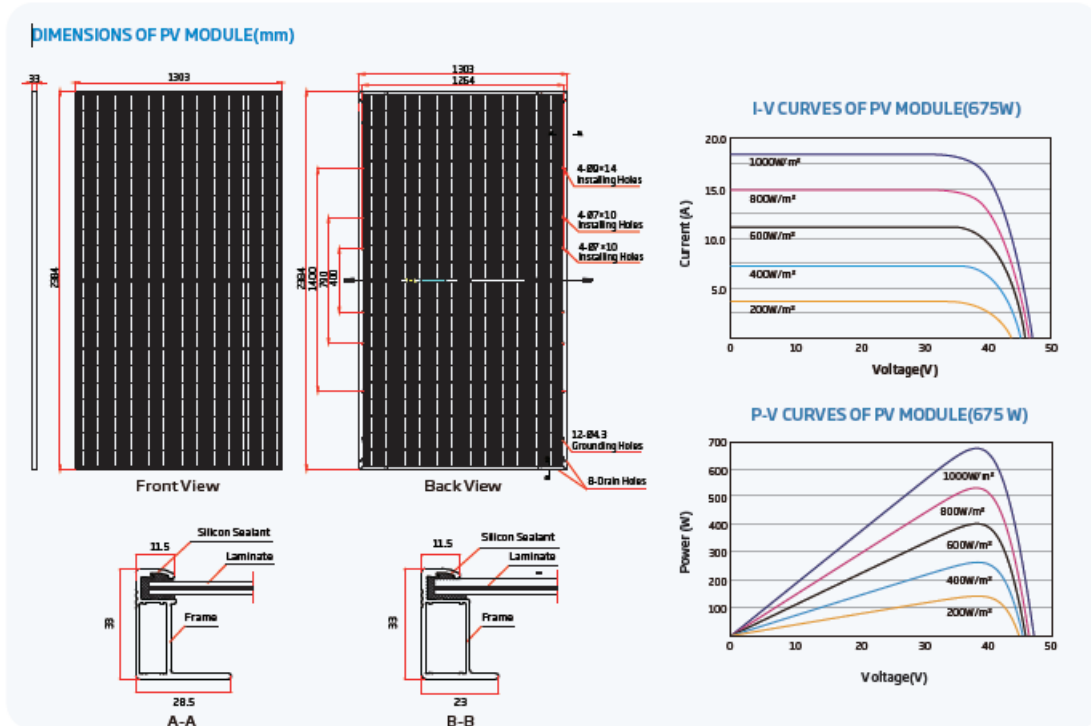 DIMENSIONS OF PV MODULE(mm)
33
1303
2384
Front View
1303
1264
2384
1400
790
400
4-Ø9×14
Installing Holes
4-Ø7×10
Installing Holes
4-Ø7×10
Installing Holes
12-Ø4.3
Grounding Holes
8-Drain Holes
Back View
Silicon Sealant
11.5
Laminate
33
Frame
28.5
A-A
Silicon Sealant
11.5
Laminate
33
Frame
23
B-B
I-V CURVES OF PV MODULE(675W)
20.0
15.0
10.0
5.0
Current (A)
1000W/m²
800W/m²
600W/m²
400W/m²
200W/m²
0 10 20 30 40 50
Voltage(V)
P-V CURVES OF PV MODULE(675 W)
700
600
500
400
300
200
100
Power (W)
1000W/m²
800W/m²
600W/m²
400W/m²
200W/m²
0 10 20 30 40 50
Voltage(V)